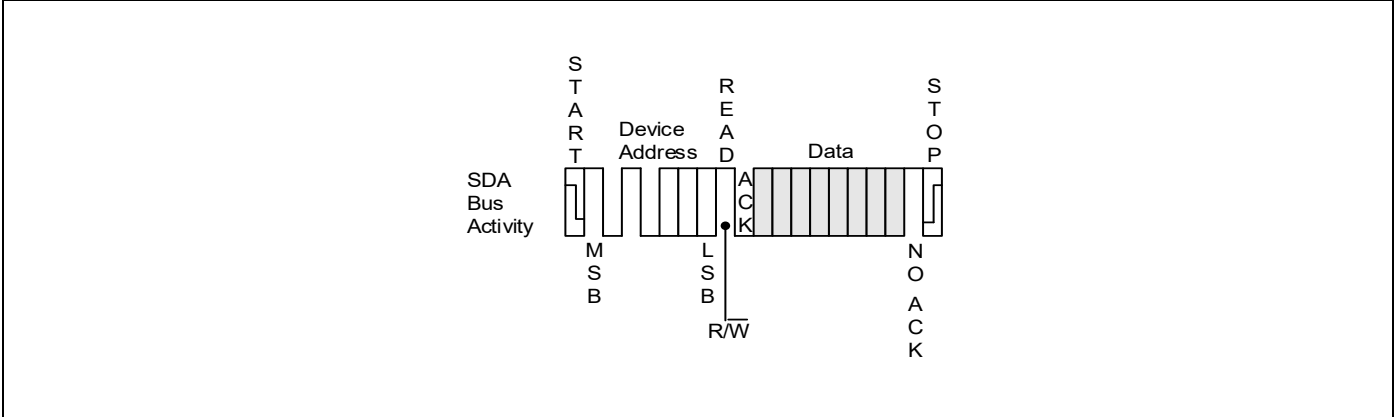 START
Device
Address
READ
Data
STOP
SDA
Bus
Activity
ACK
MSB
LSB
R/W̅
NO ACK